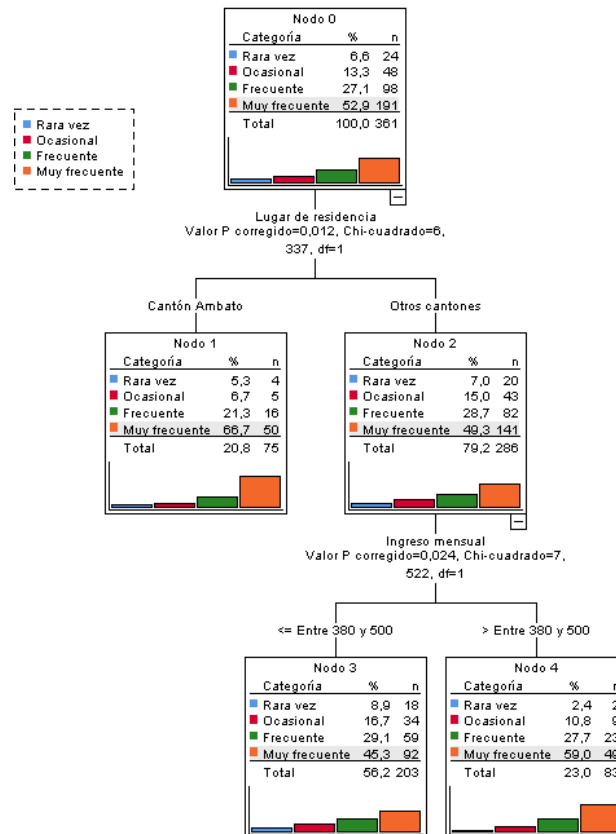 Nodo 0
Categoría % n
Rara vez 6,6 24
Ocasional 13,3 48
Frecuente 27,1 98
Muy frecuente 52,9 191
Total 100,0 361
Rara vez
Ocasional
Frecuente
Muy frecuente
Lugar de residencia
Valor P corregido=0,012, Chi-cuadrado=6,
337, df=1
Cantón Ambato
Otros cantones
Nodo 1
Categoría % n
Rara vez 5,3 4
Ocasional 6,7 5
Frecuente 21,3 16
Muy frecuente 66,7 50
Total 20,8 75
Nodo 2
Categoría % n
Rara vez 7,0 20
Ocasional 15,0 43
Frecuente 28,7 82
Muy frecuente 49,3 141
Total 79,2 286
Ingreso mensual
Valor P corregido=0,024, Chi-cuadrado=7,
522, df=1
<= Entre 380 y 500
> Entre 380 y 500
Nodo 3
Categoría % n
Rara vez 8,9 18
Ocasional 16,7 34
Frecuente 29,1 59
Muy frecuente 45,3 92
Total 56,2 203
Nodo 4
Categoría % n
Rara vez 2,4 2
Ocasional 10,8 9
Frecuente 27,7 23
Muy frecuente 59,0 49
Total 23,0 83